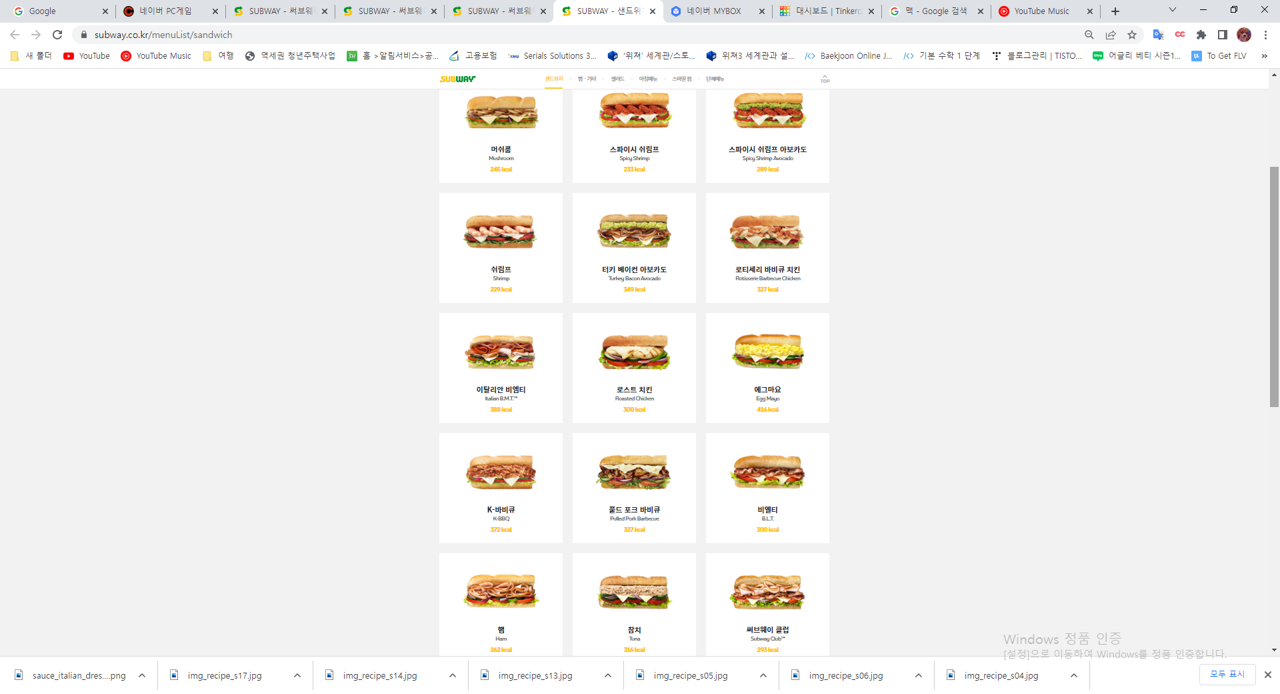 Google
네이버 PC게임
SUBWAY - 써브웨
SUBWAY - 써브웨
SUBWAY - 써브웨
SUBWAY - 샌드위
네이버 MYBOX
대시보드 | Tinkerc
맥 - Google 검색
YouTube Music
subway.co.kr/menuList/sandwich
새 폴더
YouTube
YouTube Music
여행
역세권 청년주택사업
홈 >알림서비스>공...
고용보험
Serials Solutions 3...
'위쳐' 세계관/스토...
위쳐3 세계관과 설...
Baekjoon Online J...
기본 수학 1 단계
블로그관리 | TISTO...
어글리 베티 시즌1...
To Get FLV
»
SUBWAY
샌드위치
랩 · 기타
샐러드
아침메뉴
스마일 썹
단체메뉴
TOP
머쉬룸
Mushroom
245 kcal
스파이시 쉬림프
Spicy Shrimp
233 kcal
스파이시 쉬림프 아보카도
Spicy Shrimp Avocado
289 kcal
쉬림프
Shrimp
229 kcal
터키 베이컨 아보카도
Turkey Bacon Avocado
349 kcal
로티세리 바비큐 치킨
Rotisserie Barbecue Chicken
327 kcal
이탈리안 비엠티
Italian B.M.T.™
388 kcal
로스트 치킨
Roasted Chicken
300 kcal
에그마요
Egg Mayo
416 kcal
K-바비큐
K-BBQ
372 kcal
풀드 포크 바비큐
Pulled Pork Barbecue
327 kcal
비엘티
B.L.T.
300 kcal
햄
Ham
262 kcal
참치
Tuna
316 kcal
써브웨이 클럽
Subway Club™
293 kcal
Windows 정품 인증
[설정]으로 이동하여 Windows를 정품 인증합니다.
sauce_italian_dres....png
img_recipe_s17.jpg
img_recipe_s14.jpg
img_recipe_s13.jpg
img_recipe_s05.jpg
img_recipe_s06.jpg
img_recipe_s04.jpg
모두 표시